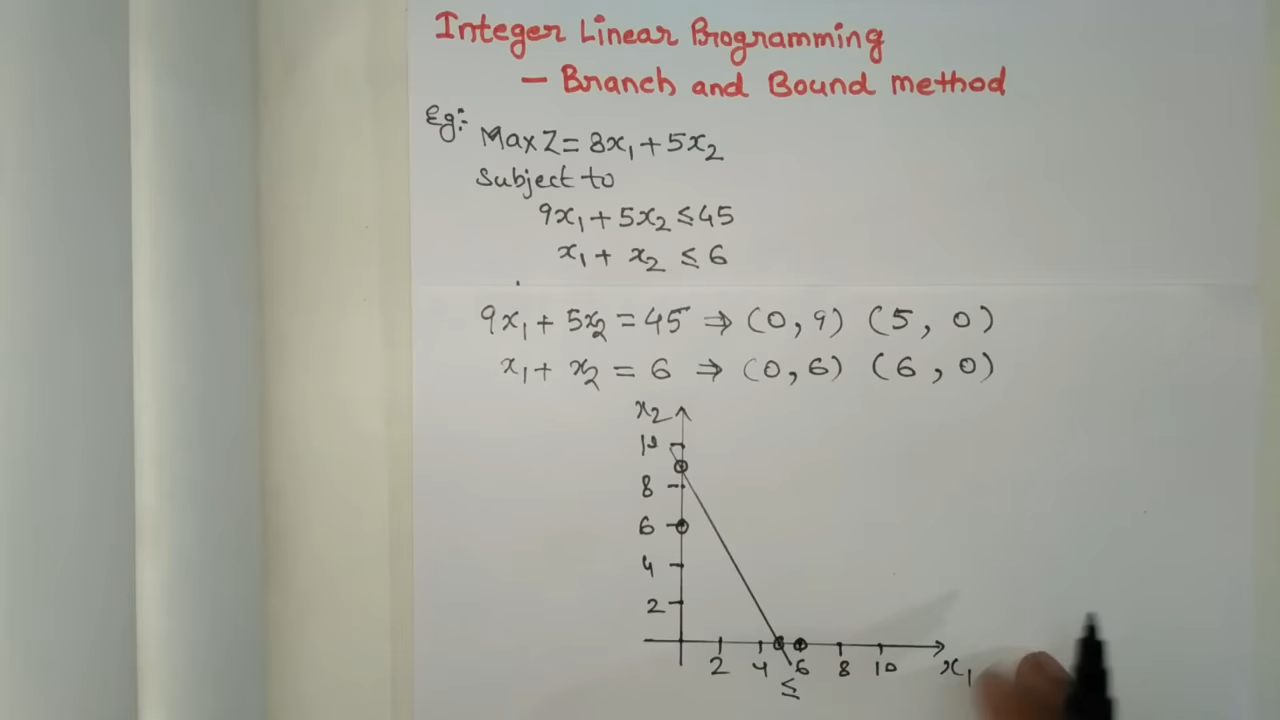 Integer Linear Programming
- Branch and Bound method
Eg:-
Max Z = 8x₁ + 5x₂
Subject to
9x₁ + 5x₂ ≤ 45
x₁ + x₂ ≤ 6
9x₁ + 5x₂ = 45 ⇒ (0, 9) (5, 0)
x₁ + x₂ = 6 ⇒ (0, 6) (6, 0)
x₂
10
8
6
4
2
2 4 6 8 10 x₁
≤